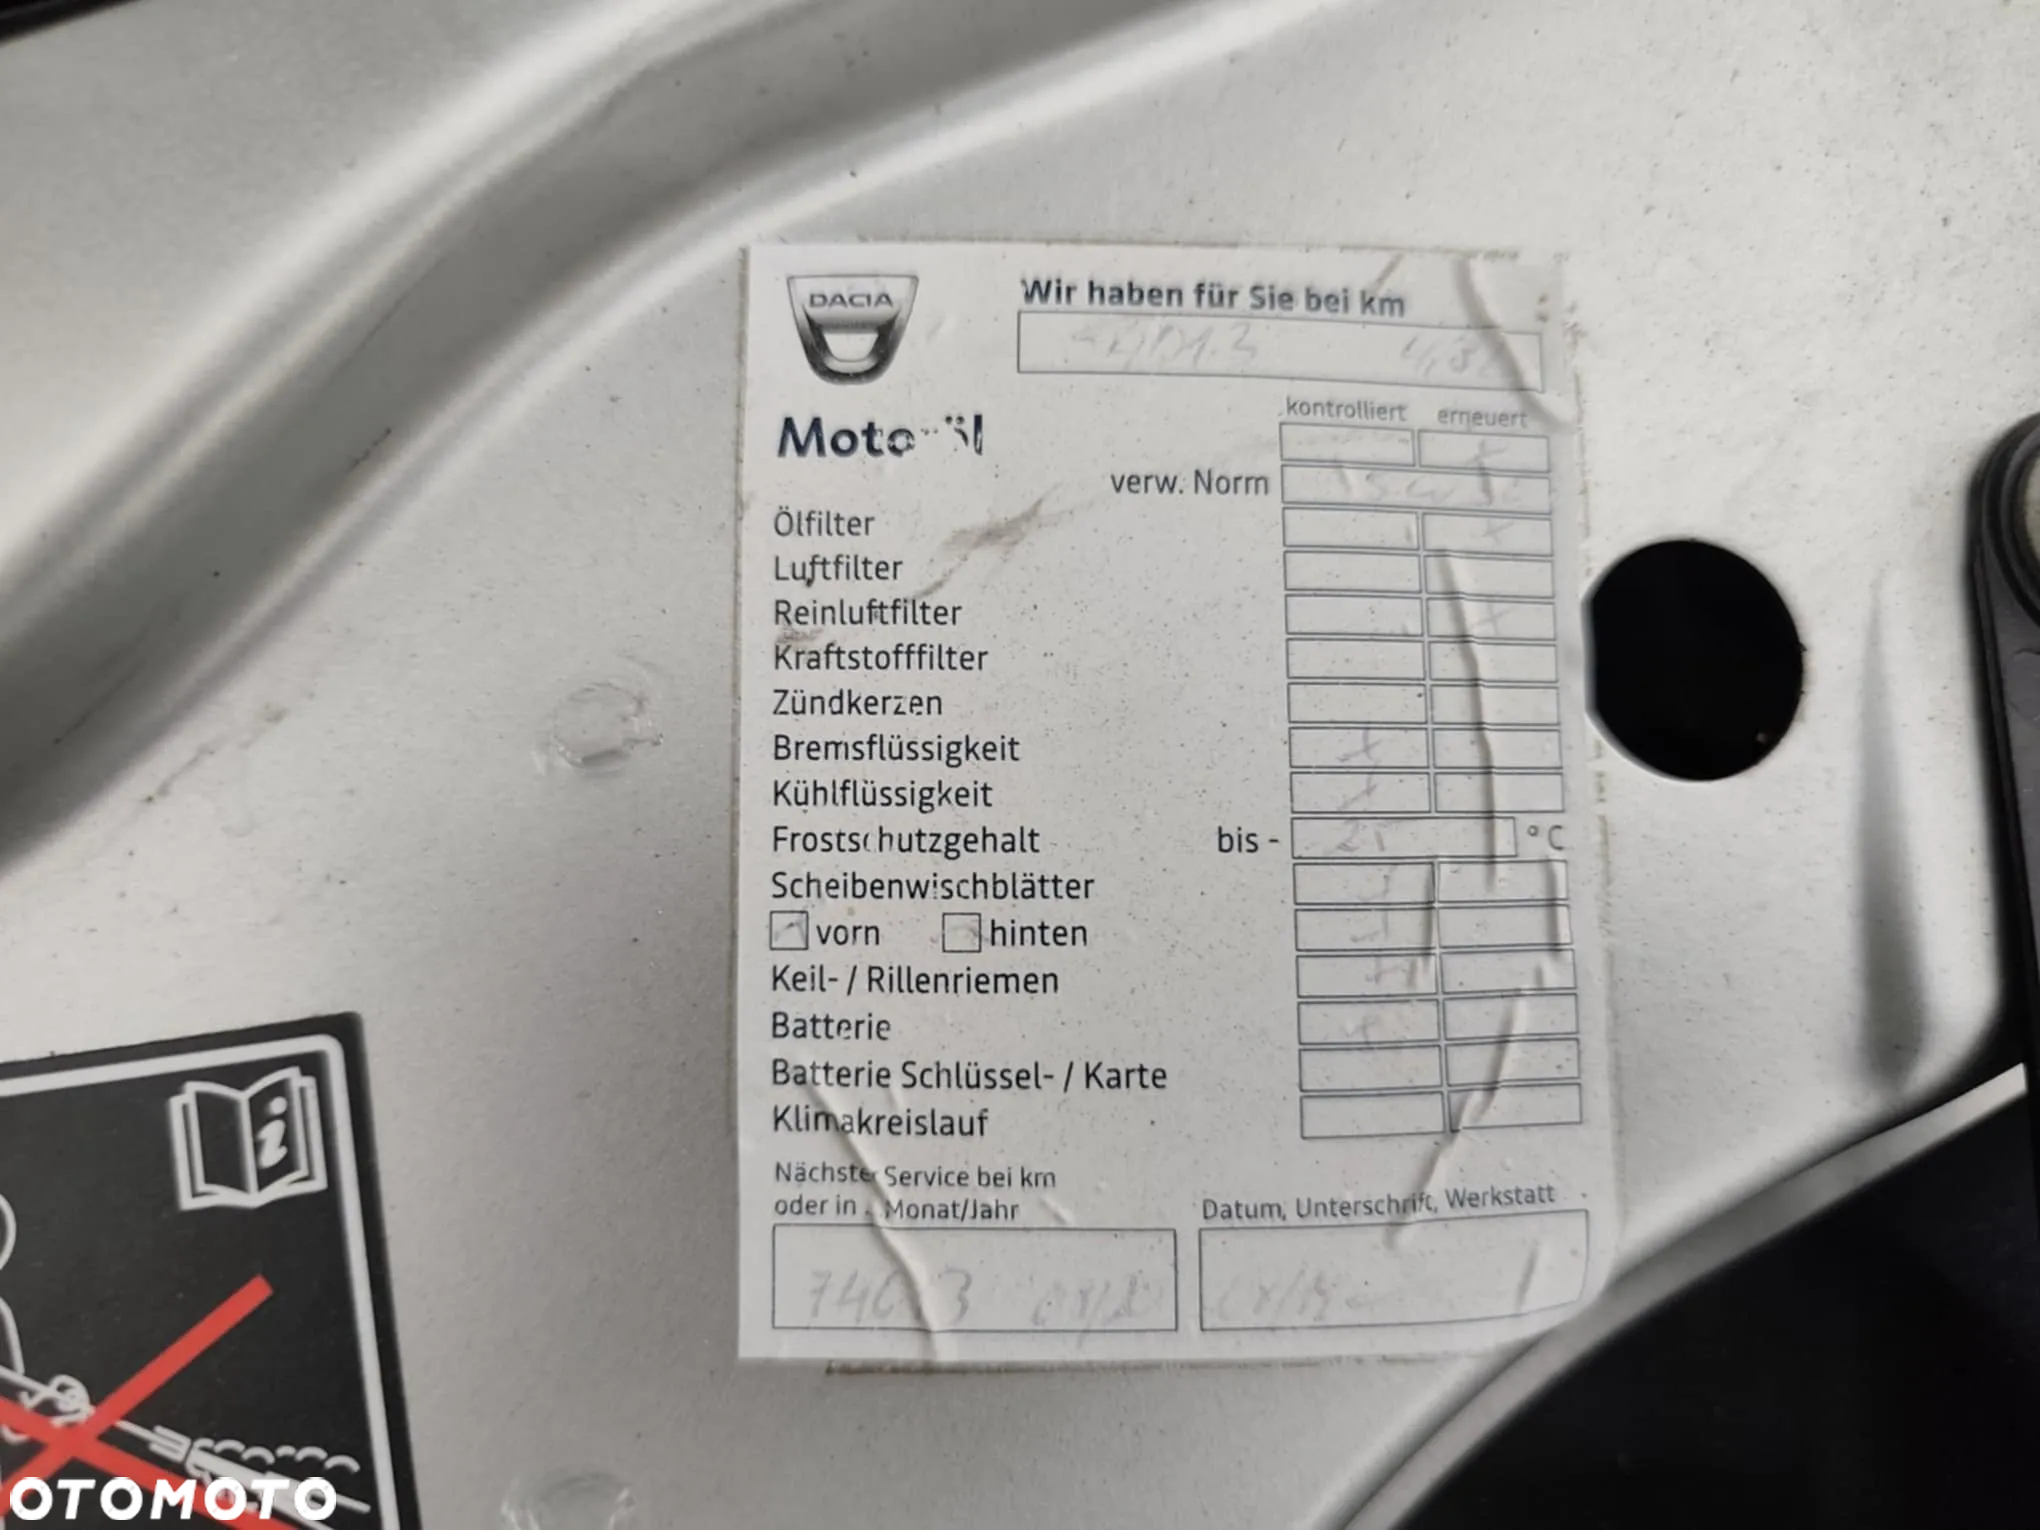 DACIA
Wir haben für Sie bei km
kontrolliert erneuert
Motoröl
verw. Norm
Ölfilter
Luftfilter
Reinluftfilter
Kraftstofffilter
Zündkerzen
Bremsflüssigkeit
Kühlflüssigkeit
Frostschutzgehalt bis - 25 °C
Scheibenwischblätter
vorn hinten
Keil- / Rillenriemen
Batterie
Batterie Schlüssel- / Karte
Klimakreislauf
Nächster Service bei km
oder in Monat/Jahr
Datum, Unterschrift, Werkstatt
OTOMOTO